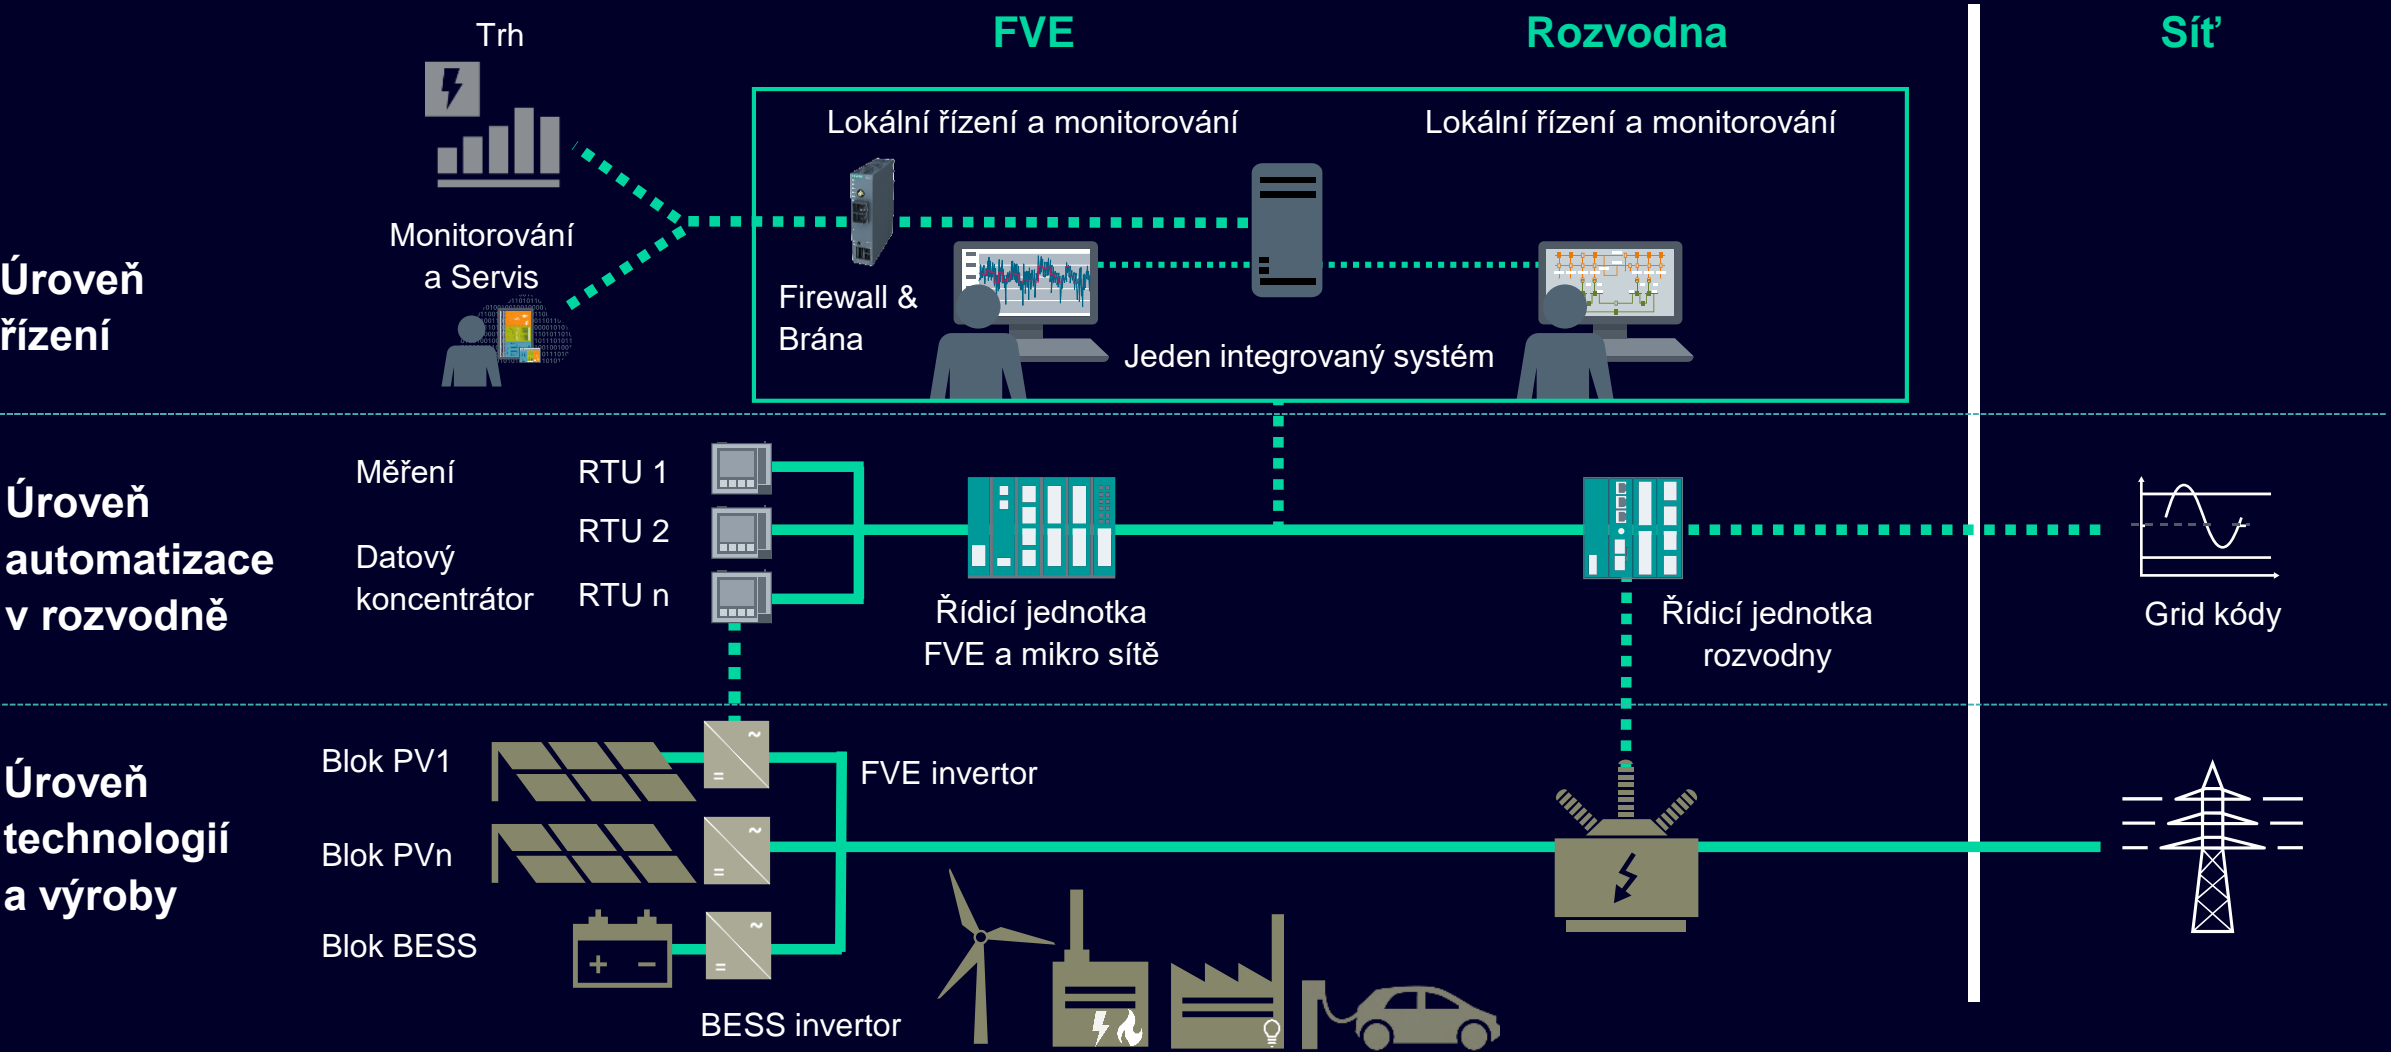 Trh
FVE
Rozvodna
Síť
Lokální řízení a monitorování
Lokální řízení a monitorování
Monitorování
a Servis
Úroveň
řízení
Firewall &
Brána
Jeden integrovaný systém
Úroveň
automatizace
v rozvodně
Měření
RTU 1
RTU 2
Datový
koncentrátor
RTU n
Řídicí jednotka
FVE a mikro sítě
Řídicí jednotka
rozvodny
Grid kódy
Úroveň
technologií
a výroby
Blok PV1
FVE invertor
Blok PVn
Blok BESS
BESS invertor